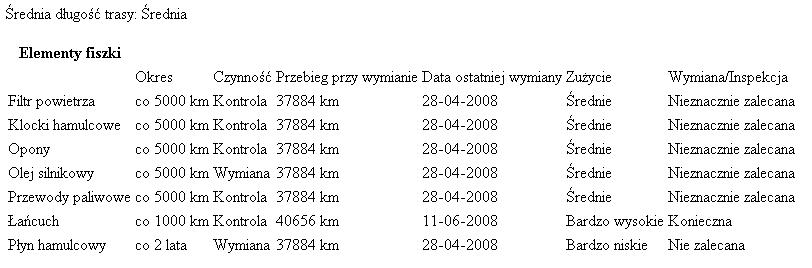 Średnia długość trasy: Średnia
Elementy fiszki
Okres Czynność Przebieg przy wymianie Data ostatniej wymiany Zużycie Wymiana/Inspekcja
Filtr powietrza co 5000 km Kontrola 37884 km 28-04-2008 Średnie Nieznacznie zalecana
Klocki hamulcowe co 5000 km Kontrola 37884 km 28-04-2008 Średnie Nieznacznie zalecana
Opony co 5000 km Kontrola 37884 km 28-04-2008 Średnie Nieznacznie zalecana
Olej silnikowy co 5000 km Wymiana 37884 km 28-04-2008 Średnie Nieznacznie zalecana
Przewody paliwowe co 5000 km Kontrola 37884 km 28-04-2008 Średnie Nieznacznie zalecana
Łańcuch co 1000 km Kontrola 40656 km 11-06-2008 Bardzo wysokie Konieczna
Płyn hamulcowy co 2 lata Wymiana 37884 km 28-04-2008 Bardzo niskie Nie zalecana